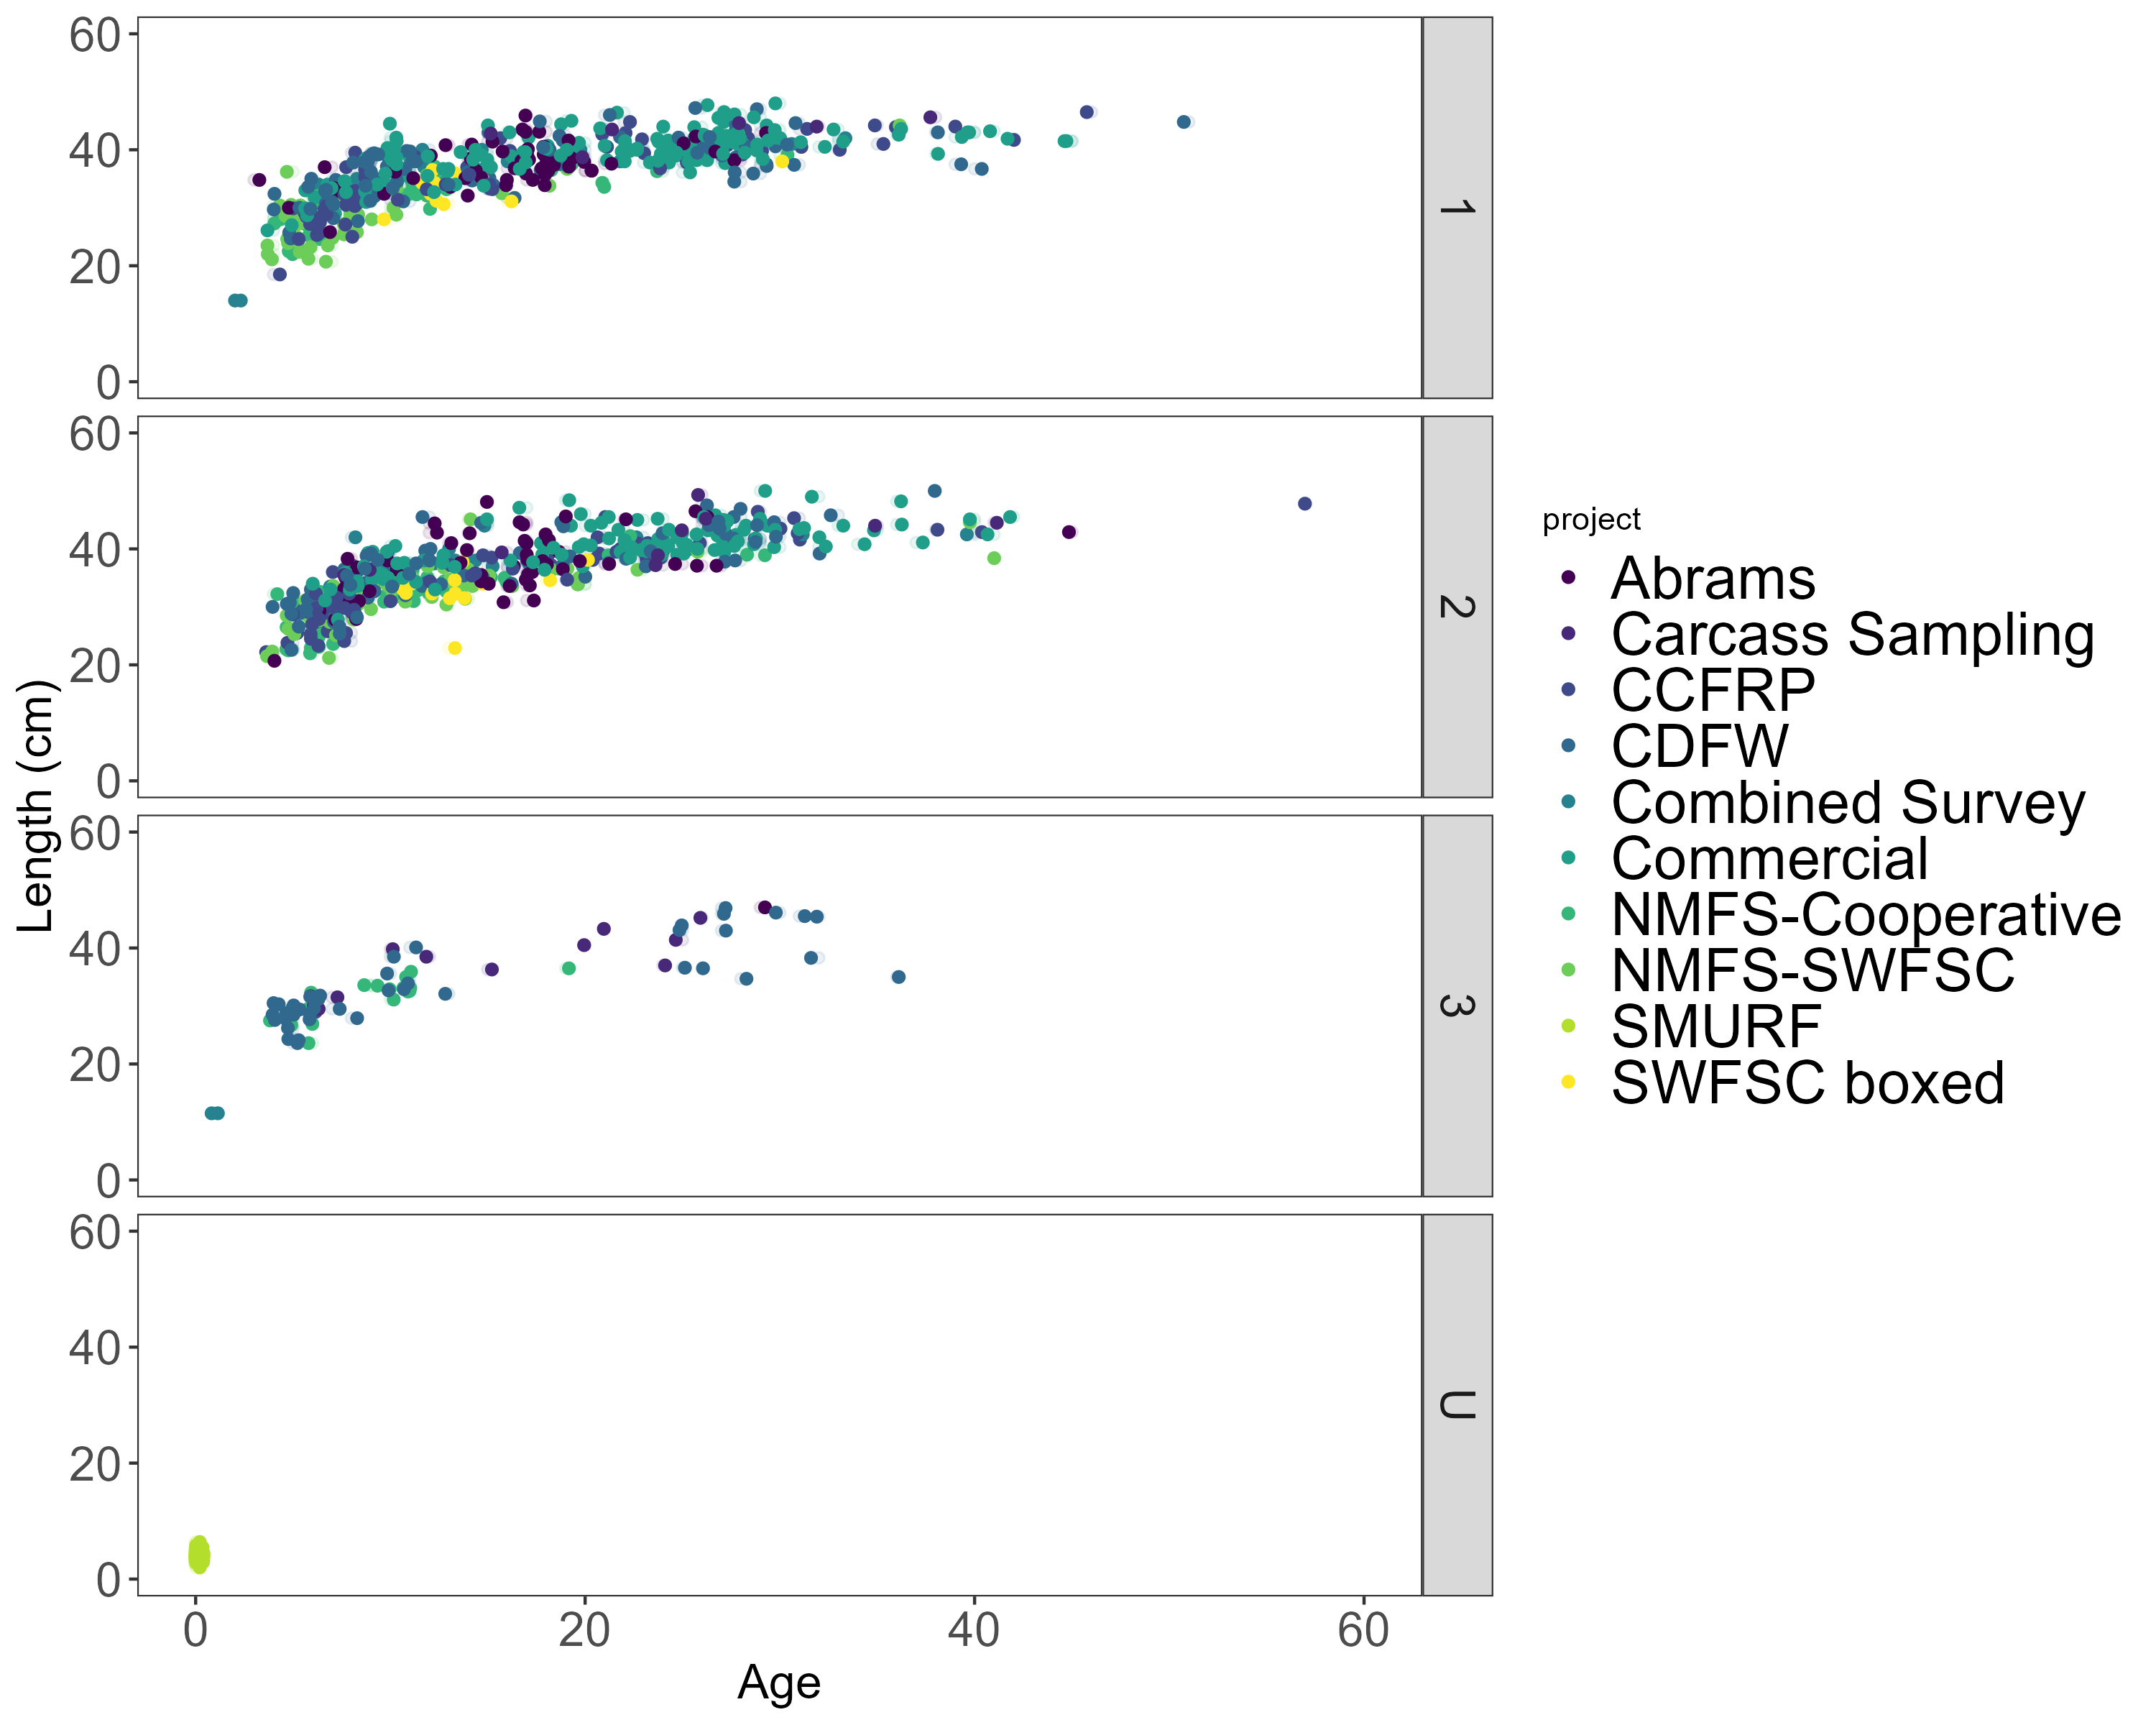 60
40
20
0
1
60
40
20
0
2
60
40
20
0
3
60
40
20
0
U
0 20 40 60
Age
Length (cm)
project
Abrams
Carcass Sampling
CCFRP
CDFW
Combined Survey
Commercial
NMFS-Cooperative
NMFS-SWFSC
SMURF
SWFSC boxed